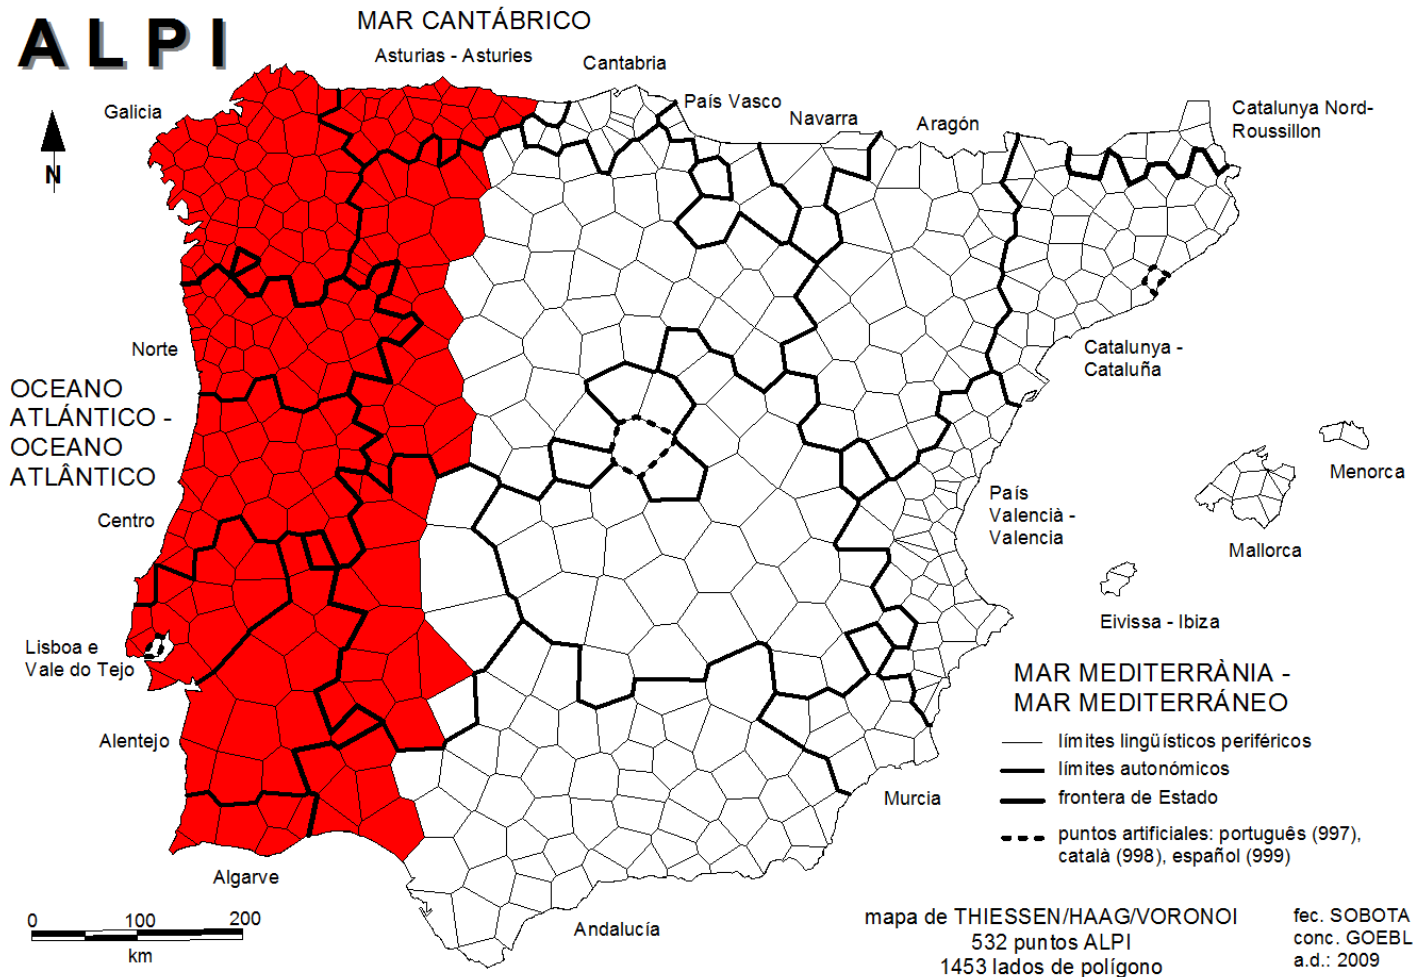 ALPI
MAR CANTÁBRICO
Asturias - Asturies
Cantabria
Galicia
País Vasco
Navarra
Aragón
Catalunya Nord-
Roussillon
N
Norte
OCEANO
ATLÁNTICO -
OCEANO
ATLÂNTICO
Catalunya -
Cataluña
Menorca
Centro
País
Valencià -
Valencia
Mallorca
Eivissa - Ibiza
Lisboa e
Vale do Tejo
MAR MEDITERRÀNIA -
MAR MEDITERRÁNEO
Alentejo
límites lingüísticos periféricos
límites autonómicos
frontera de Estado
Murcia
puntos artificiales: português (997),
català (998), español (999)
Algarve
Andalucía
0 100 200
km
mapa de THIESSEN/HAAG/VORONOI
532 puntos ALPI
1453 lados de polígono
fec. SOBOTA
conc. GOEBL
a.d.: 2009